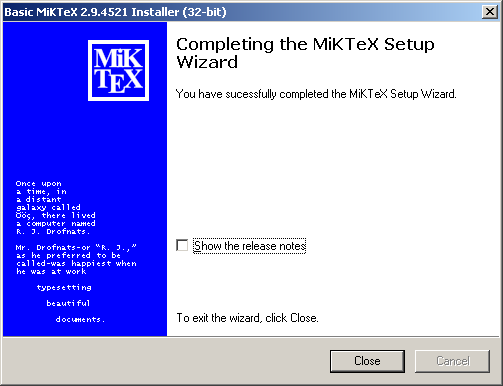 Basic MiKTeX 2.9.4521 Installer (32-bit)
MiK
TEX
Completing the MiKTeX Setup
Wizard
You have sucessfully completed the MiKTeX Setup Wizard.
Once upon
a time, in
a distant
galaxy called
Ööç, there lived
a computer named
R. J. Drofnats.
Mr. Drofnats-or "R. J.,"
as he preferred to be
called-was happiest when
he was at work
typesetting
beautiful
documents.
Show the release notes
To exit the wizard, click Close.
Close
Cancel